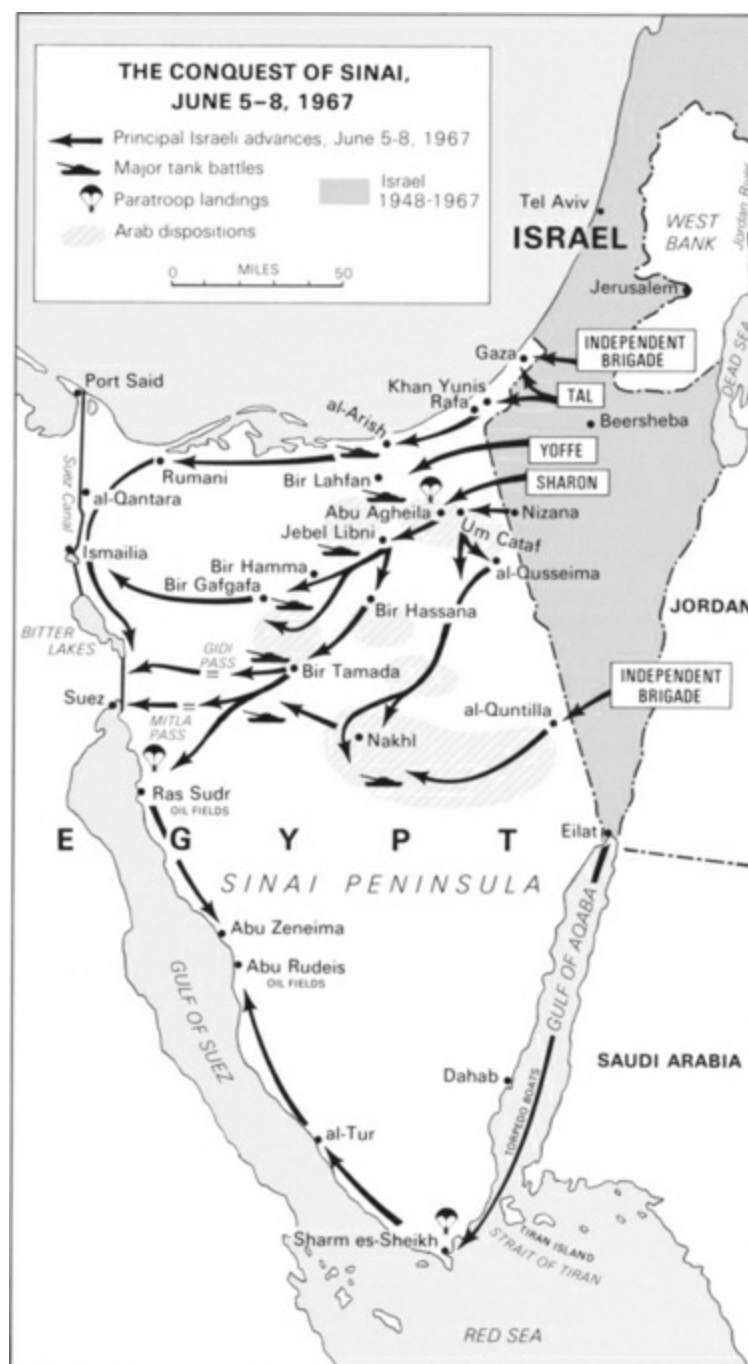 THE CONQUEST OF SINAI,
JUNE 5–8, 1967
Principal Israeli advances, June 5-8, 1967
Major tank battles
Paratroop landings
Israel
1948-1967
Arab dispositions
0 MILES 50
Tel Aviv
ISRAEL
WEST
BANK
Jordan River
Jerusalem
DEAD SEA
Gaza
INDEPENDENT
BRIGADE
Port Said
Khan Yunis
Rafa
TAL
al-Arish
Beersheba
YOFFE
Rumani
Bir Lahfan
SHARON
Suez Canal
al-Qantara
Abu Agheila
Nizana
Um Cataf
Jebel Libni
Ismailia
Bir Hamma
al-Qusseima
Bir Gafgafa
Bir Hassana
JORDAN
BITTER
LAKES
GIDI
PASS
Bir Tamada
INDEPENDENT
BRIGADE
Suez
MITLA
PASS
al-Quntilla
Nakhl
Ras Sudr
OIL FIELDS
Eilat
E G Y P T
SINAI PENINSULA
Abu Zeneima
Abu Rudeis
OIL FIELDS
GULF OF AQABA
GULF OF SUEZ
SAUDI ARABIA
Dahab
TORPEDO BOATS
al-Tur
Sharm es-Sheikh
TIRAN ISLAND
STRAIT OF TIRAN
RED SEA